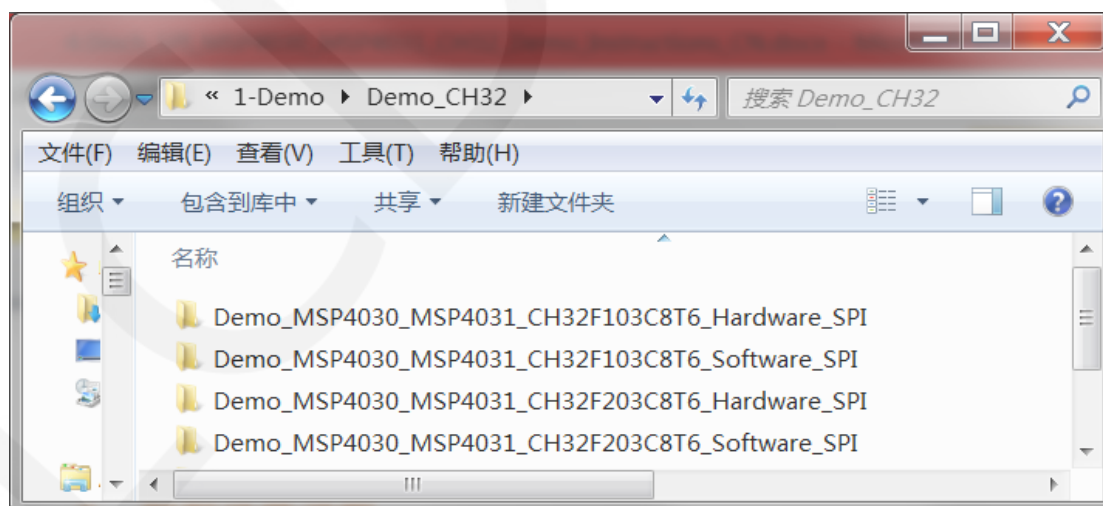 « 1-Demo ▸ Demo_CH32 ▸ 搜索 Demo_CH32
文件(F) 编辑(E) 查看(V) 工具(T) 帮助(H)
组织 包含到库中 共享 新建文件夹
名称
Demo_MSP4030_MSP4031_CH32F103C8T6_Hardware_SPI
Demo_MSP4030_MSP4031_CH32F103C8T6_Software_SPI
Demo_MSP4030_MSP4031_CH32F203C8T6_Hardware_SPI
Demo_MSP4030_MSP4031_CH32F203C8T6_Software_SPI